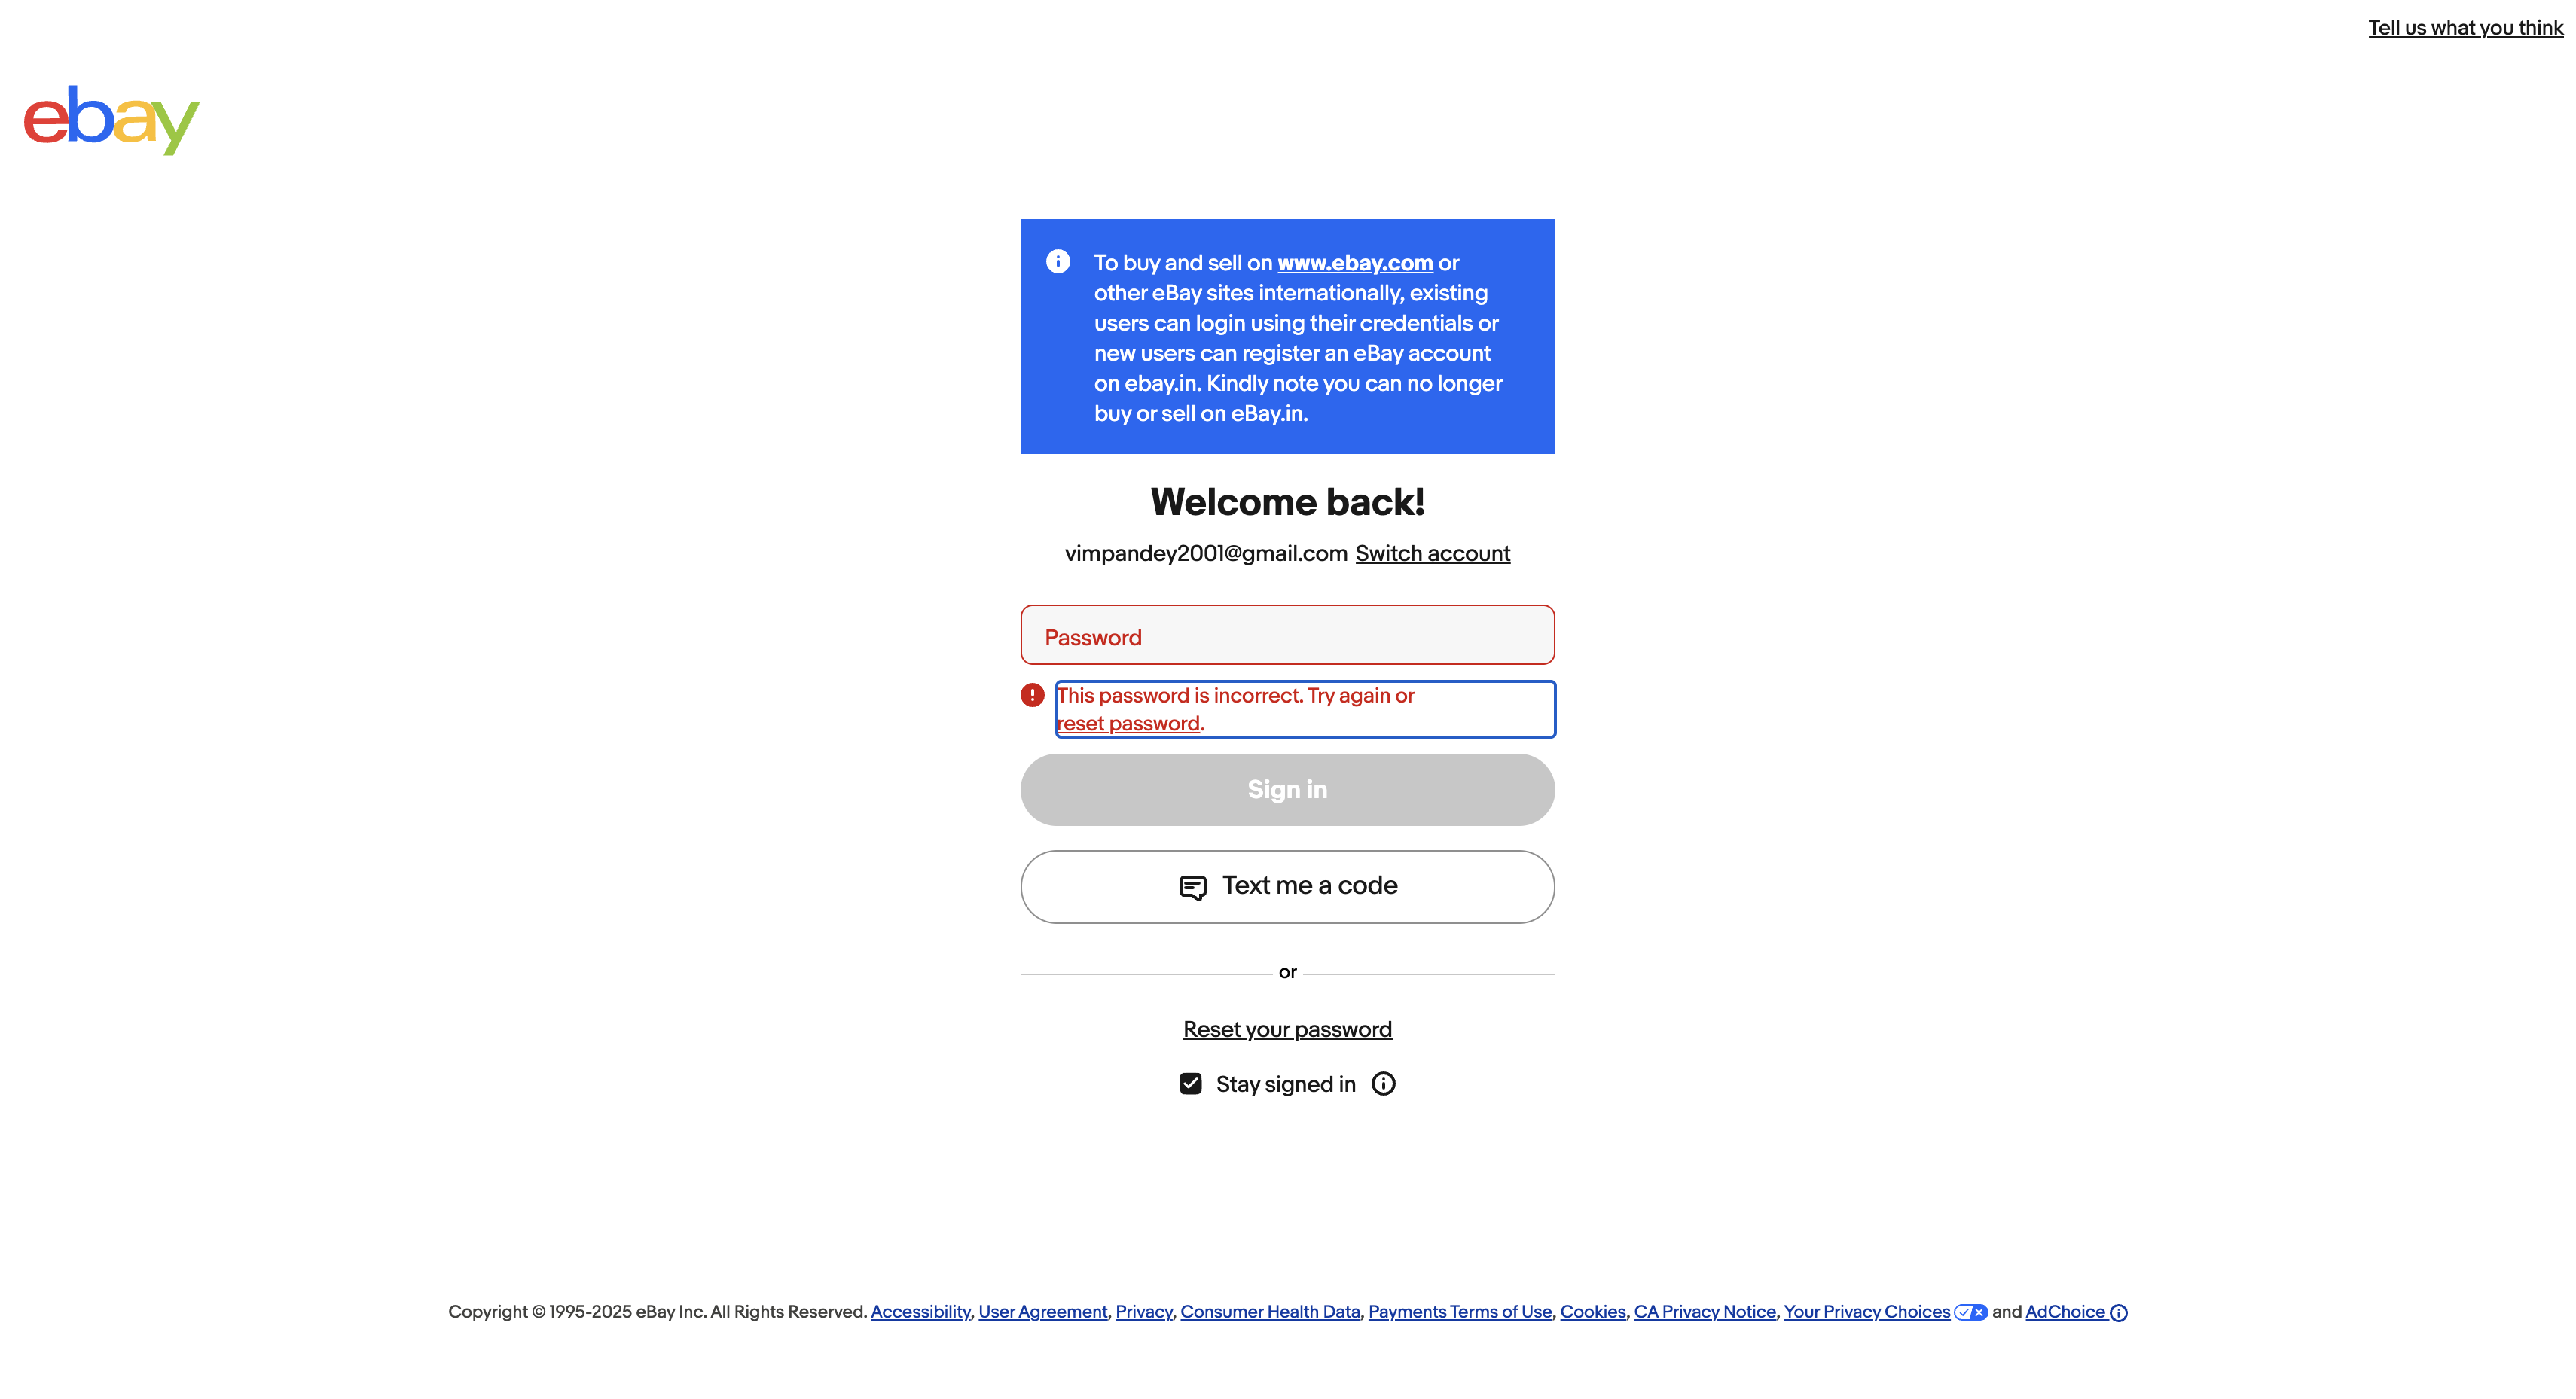 Tell us what you think
ebay
To buy and sell on www.ebay.com or
other eBay sites internationally, existing
users can login using their credentials or
new users can register an eBay account
on ebay.in. Kindly note you can no longer
buy or sell on eBay.in.
Welcome back!
vimpandey2001@gmail.com Switch account
Password
This password is incorrect. Try again or
reset password.
Sign in
Text me a code
or
Reset your password
Stay signed in
Copyright © 1995-2025 eBay Inc. All Rights Reserved. Accessibility, User Agreement, Privacy, Consumer Health Data, Payments Terms of Use, Cookies, CA Privacy Notice, Your Privacy Choices and AdChoice